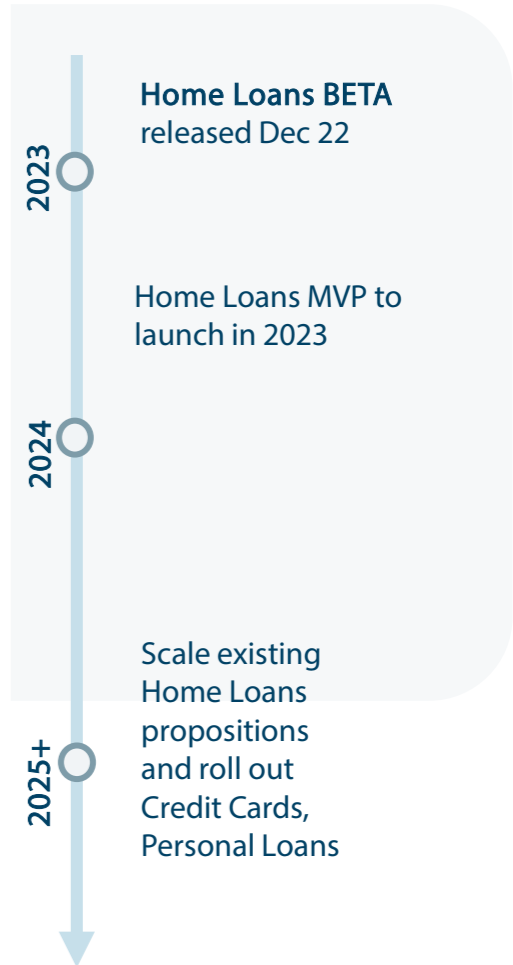 Home Loans BETA
released Dec 22
2023
Home Loans MVP to
launch in 2023
2024
Scale existing
Home Loans
propositions
and roll out
Credit Cards,
Personal Loans
2025+